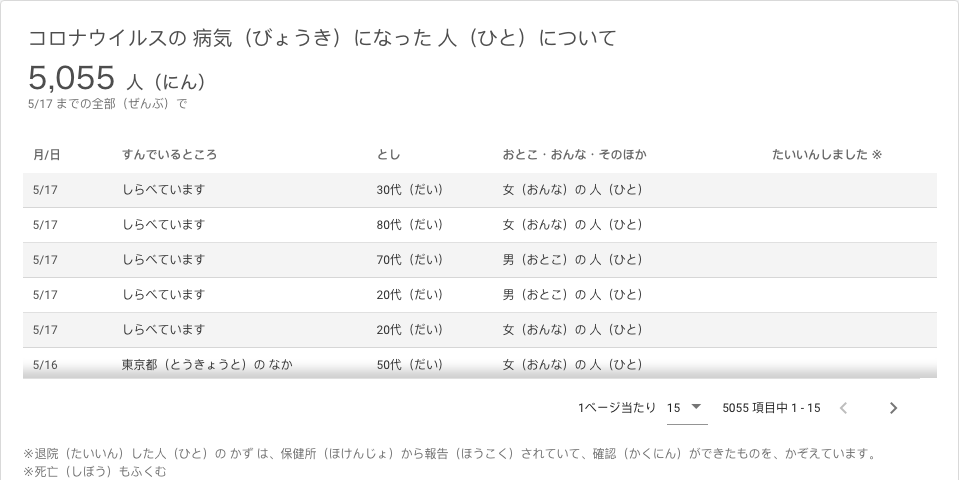 コロナウイルスの 病気（びょうき）になった 人（ひと）について
5,055 人（にん）
5/17 までの全部（ぜんぶ）で
月/日 すんでいるところ とし おとこ・おんな・そのほか たいいんしました ※
5/17 しらべています 30代（だい） 女（おんな）の 人（ひと）
5/17 しらべています 80代（だい） 女（おんな）の 人（ひと）
5/17 しらべています 70代（だい） 男（おとこ）の 人（ひと）
5/17 しらべています 20代（だい） 男（おとこ）の 人（ひと）
5/17 しらべています 20代（だい） 女（おんな）の 人（ひと）
5/16 東京都（とうきょうと）の なか 50代（だい） 女（おんな）の 人（ひと）
1ページ当たり 15 5055 項目中 1 - 15
※退院（たいいん）した人（ひと）の かず は、保健所（ほけんじょ）から報告（ほうこく）されていて、確認（かくにん）ができたものを、かぞえています。
※死亡（しぼう）もふくむ